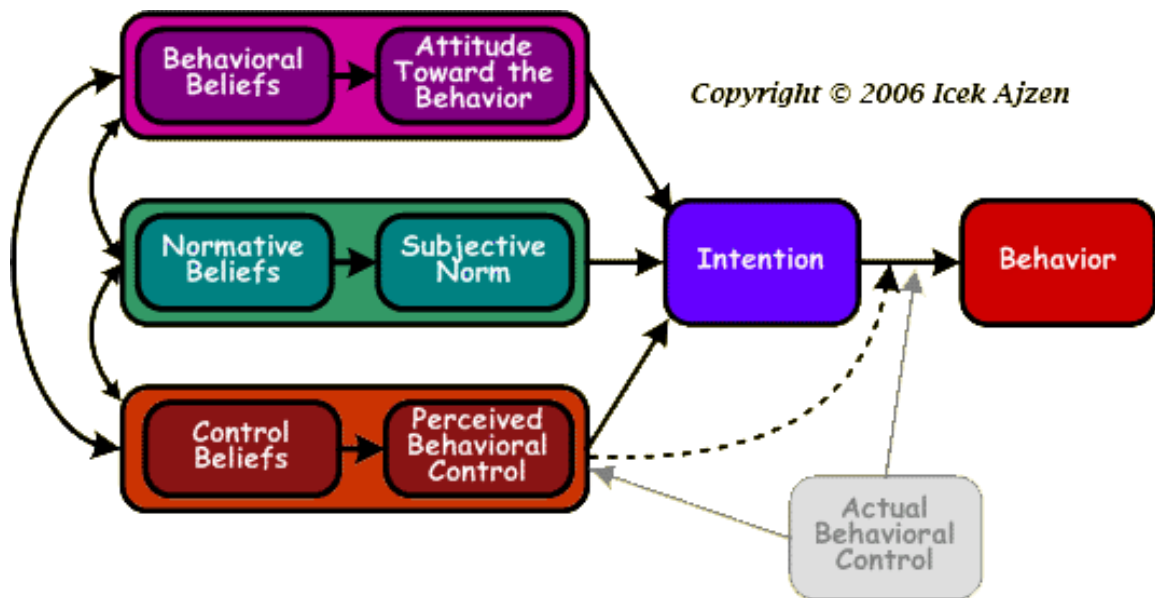 Behavioral
Beliefs
Attitude
Toward the
Behavior
Copyright © 2006 Icek Ajzen
Normative
Beliefs
Subjective
Norm
Intention
Behavior
Control
Beliefs
Perceived
Behavioral
Control
Actual
Behavioral
Control